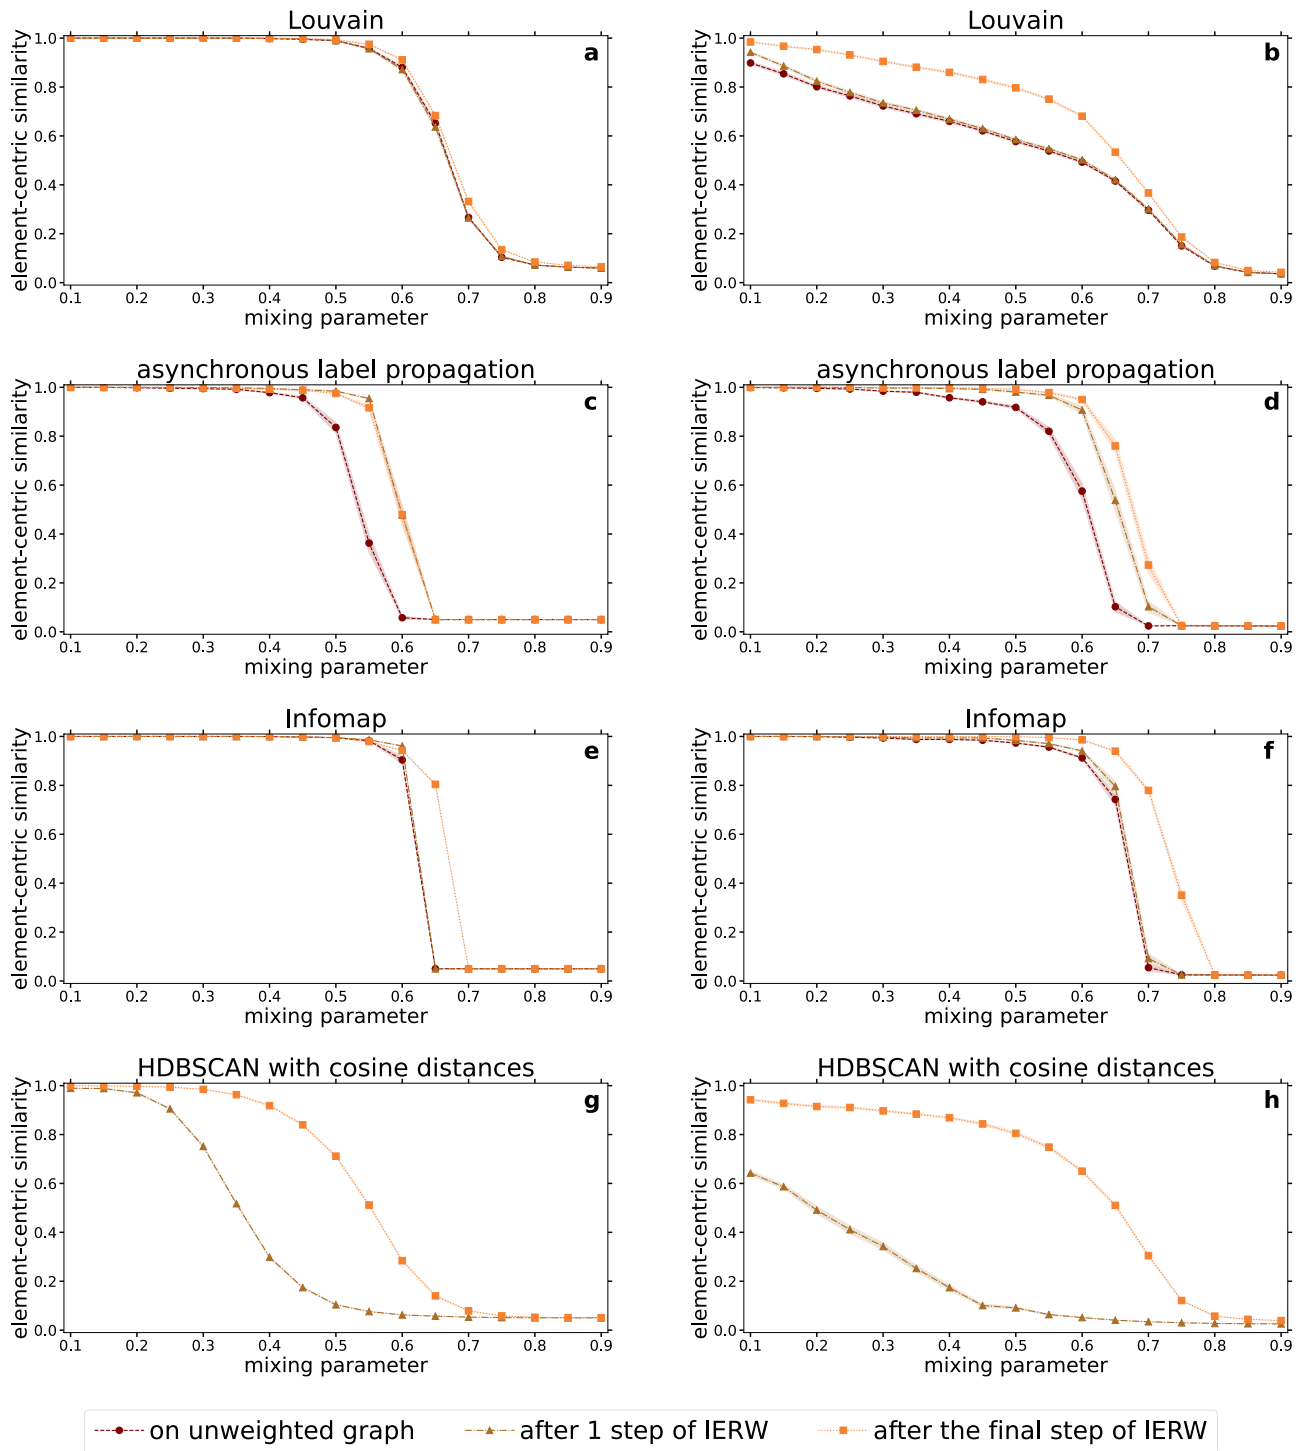 Louvain
a
element-centric similarity
1.0
0.8
0.6
0.4
0.2
0.0
0.1 0.2 0.3 0.4 0.5 0.6 0.7 0.8 0.9
mixing parameter
Louvain
b
element-centric similarity
1.0
0.8
0.6
0.4
0.2
0.0
0.1 0.2 0.3 0.4 0.5 0.6 0.7 0.8 0.9
mixing parameter
asynchronous label propagation
c
element-centric similarity
1.0
0.8
0.6
0.4
0.2
0.0
0.1 0.2 0.3 0.4 0.5 0.6 0.7 0.8 0.9
mixing parameter
asynchronous label propagation
d
element-centric similarity
1.0
0.8
0.6
0.4
0.2
0.0
0.1 0.2 0.3 0.4 0.5 0.6 0.7 0.8 0.9
mixing parameter
Infomap
e
element-centric similarity
1.0
0.8
0.6
0.4
0.2
0.0
0.1 0.2 0.3 0.4 0.5 0.6 0.7 0.8 0.9
mixing parameter
Infomap
f
element-centric similarity
1.0
0.8
0.6
0.4
0.2
0.0
0.1 0.2 0.3 0.4 0.5 0.6 0.7 0.8 0.9
mixing parameter
HDBSCAN with cosine distances
g
element-centric similarity
1.0
0.8
0.6
0.4
0.2
0.0
0.1 0.2 0.3 0.4 0.5 0.6 0.7 0.8 0.9
mixing parameter
HDBSCAN with cosine distances
h
element-centric similarity
1.0
0.8
0.6
0.4
0.2
0.0
0.1 0.2 0.3 0.4 0.5 0.6 0.7 0.8 0.9
mixing parameter
on unweighted graph
after 1 step of IERW
after the final step of IERW